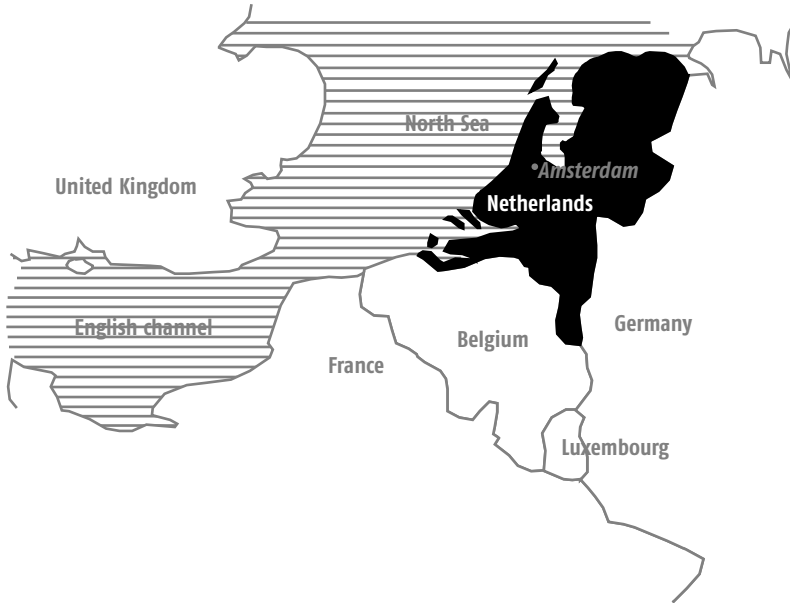 North Sea
•Amsterdam
United Kingdom
Netherlands
English channel
Germany
Belgium
France
Luxembourg